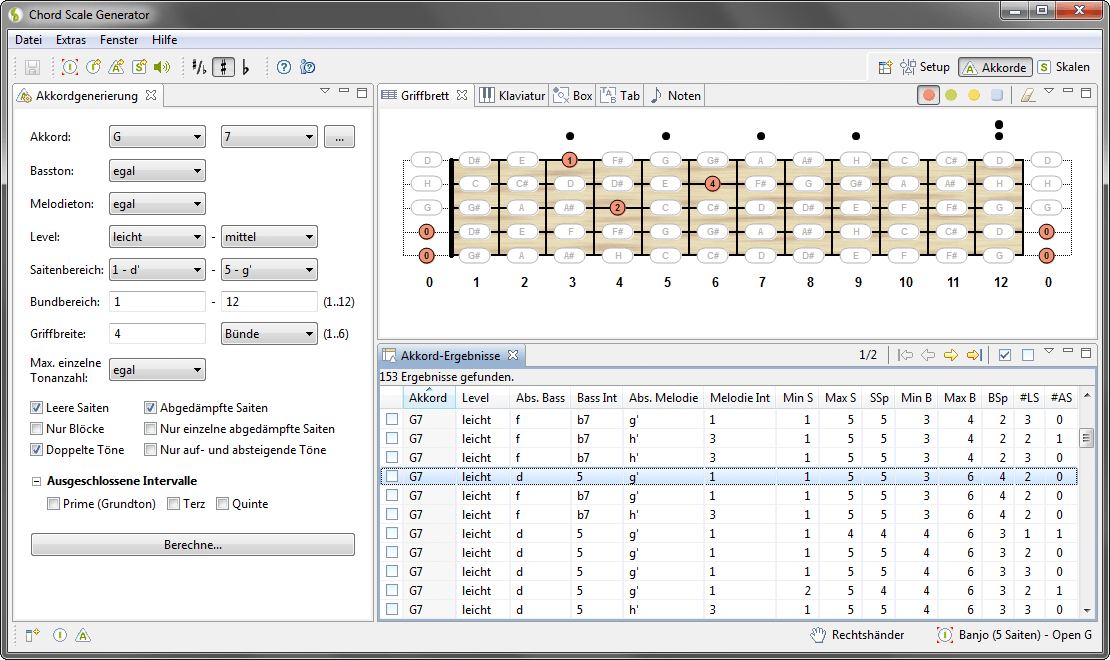 Chord Scale Generator
Datei Extras Fenster Hilfe
Setup Akkorde Skalen
Akkordgenerierung
Akkord: G 7 ...
Basston: egal
Melodieton: egal
Level: leicht - mittel
Saitenbereich: 1 - d' - 5 - g'
Bundbereich: 1 - 12 (1..12)
Griffbreite: 4 Bünde (1..6)
Max. einzelne
Tonanzahl: egal
Leere Saiten Abgedämpfte Saiten
Nur Blöcke Nur einzelne abgedämpfte Saiten
Doppelte Töne Nur auf- und absteigende Töne
Ausgeschlossene Intervalle
Prime (Grundton) Terz Quinte
Berechne...
Griffbrett Klaviatur Box Tab Noten
D D# E 1 F# G G# A A# H C C# D D
H C C# D D# E 4 F# G G# A A# H H
G G# A A# 2 C C# D D# E F F# G G
0 D# E F F# G G# A A# H C C# D 0
0 G# A A# H C C# D D# E F F# G 0
0 1 2 3 4 5 6 7 8 9 10 11 12 0
Akkord-Ergebnisse 1/2
153 Ergebnisse gefunden.
Akkord Level Abs. Bass Bass Int Abs. Melodie Melodie Int Min S Max S SSp Min B Max B BSp #LS #AS
G7 leicht f b7 g' 1 1 5 5 3 4 2 3 0
G7 leicht f b7 h' 3 1 5 5 3 4 2 2 1
G7 leicht f b7 h' 3 1 5 5 3 4 2 3 0
G7 leicht d 5 g' 1 1 5 5 3 6 4 2 0
G7 leicht f b7 g' 1 1 5 5 3 6 4 2 0
G7 leicht f b7 h' 3 1 5 5 3 6 4 2 0
G7 leicht d 5 g' 1 1 4 4 4 6 3 1 1
G7 leicht d 5 g' 1 1 5 5 4 6 3 2 0
G7 leicht d 5 g' 1 1 5 5 4 6 3 3 0
G7 leicht d 5 g' 1 2 5 4 4 6 3 2 1
G7 leicht d 5 h' 3 1 5 5 4 6 3 3 0
Rechtshänder Banjo (5 Saiten) - Open G